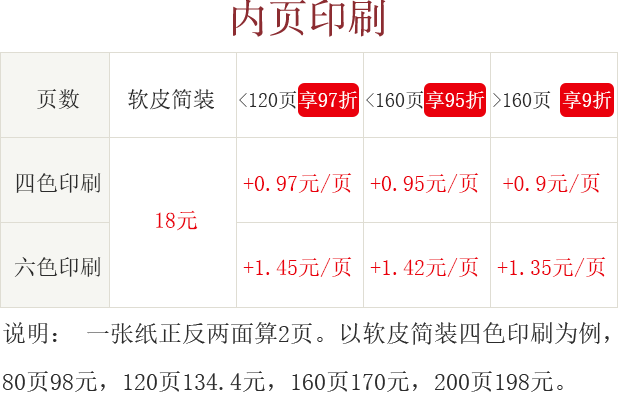 内页印刷
页数 软皮简装 <120页 享97折 <160页 享95折 >160页 享9折
四色印刷 +0.97元/页 +0.95元/页 +0.9元/页
18元
六色印刷 +1.45元/页 +1.42元/页 +1.35元/页
说明： 一张纸正反两面算2页。以软皮简装四色印刷为例，
80页98元，120页134.4元，160页170元，200页198元。